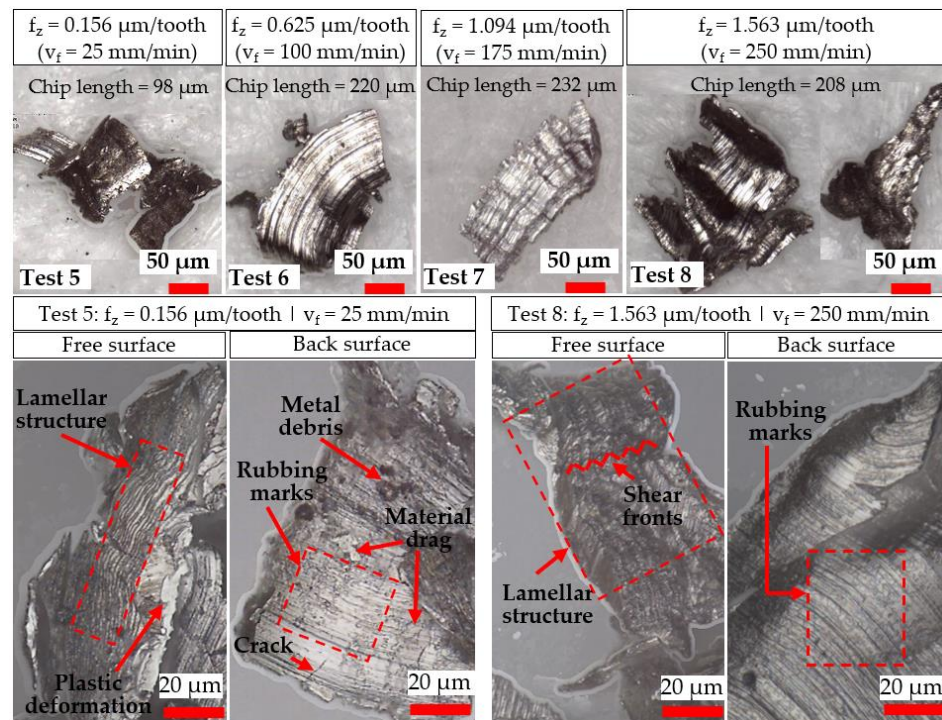 f_z = 0.156 µm/tooth
(v_f = 25 mm/min)
f_z = 0.625 µm/tooth
(v_f = 100 mm/min)
f_z = 1.094 µm/tooth
(v_f = 175 mm/min)
f_z = 1.563 µm/tooth
(v_f = 250 mm/min)
Chip length = 98 µm
Chip length = 220 µm
Chip length = 232 µm
Chip length = 208 µm
50 µm
Test 5
50 µm
Test 6
50 µm
Test 7
50 µm
Test 8
Test 5: f_z = 0.156 µm/tooth | v_f = 25 mm/min
Free surface
Back surface
Lamellar
structure
Plastic
deformation
20 µm
Metal
debris
Rubbing
marks
Material
drag
Crack
20 µm
Test 8: f_z = 1.563 µm/tooth | v_f = 250 mm/min
Free surface
Back surface
Shear
fronts
Lamellar
structure
20 µm
Rubbing
marks
20 µm